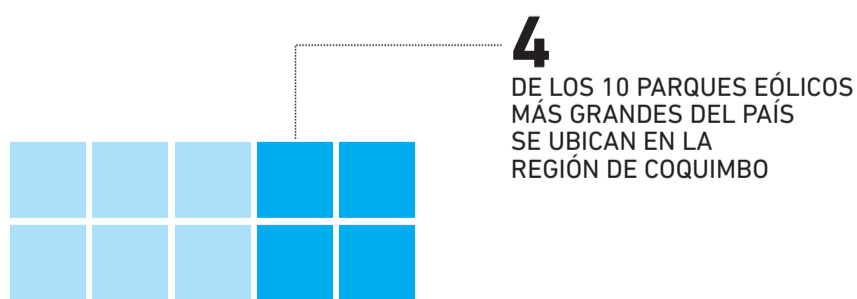 4
DE LOS 10 PARQUES EÓLICOS
MÁS GRANDES DEL PAÍS
SE UBICAN EN LA
REGIÓN DE COQUIMBO